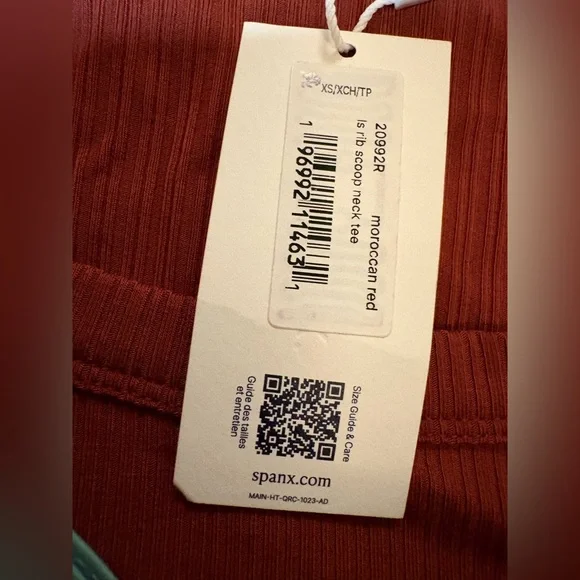 XS/XCH/TP
20992R moroccan red
ls rib scoop neck tee
1 96992 11463 1
Size Guide & Care
Guide des tailles
et entretien
spanx.com
MAIN-HT-QRC-1023-AD